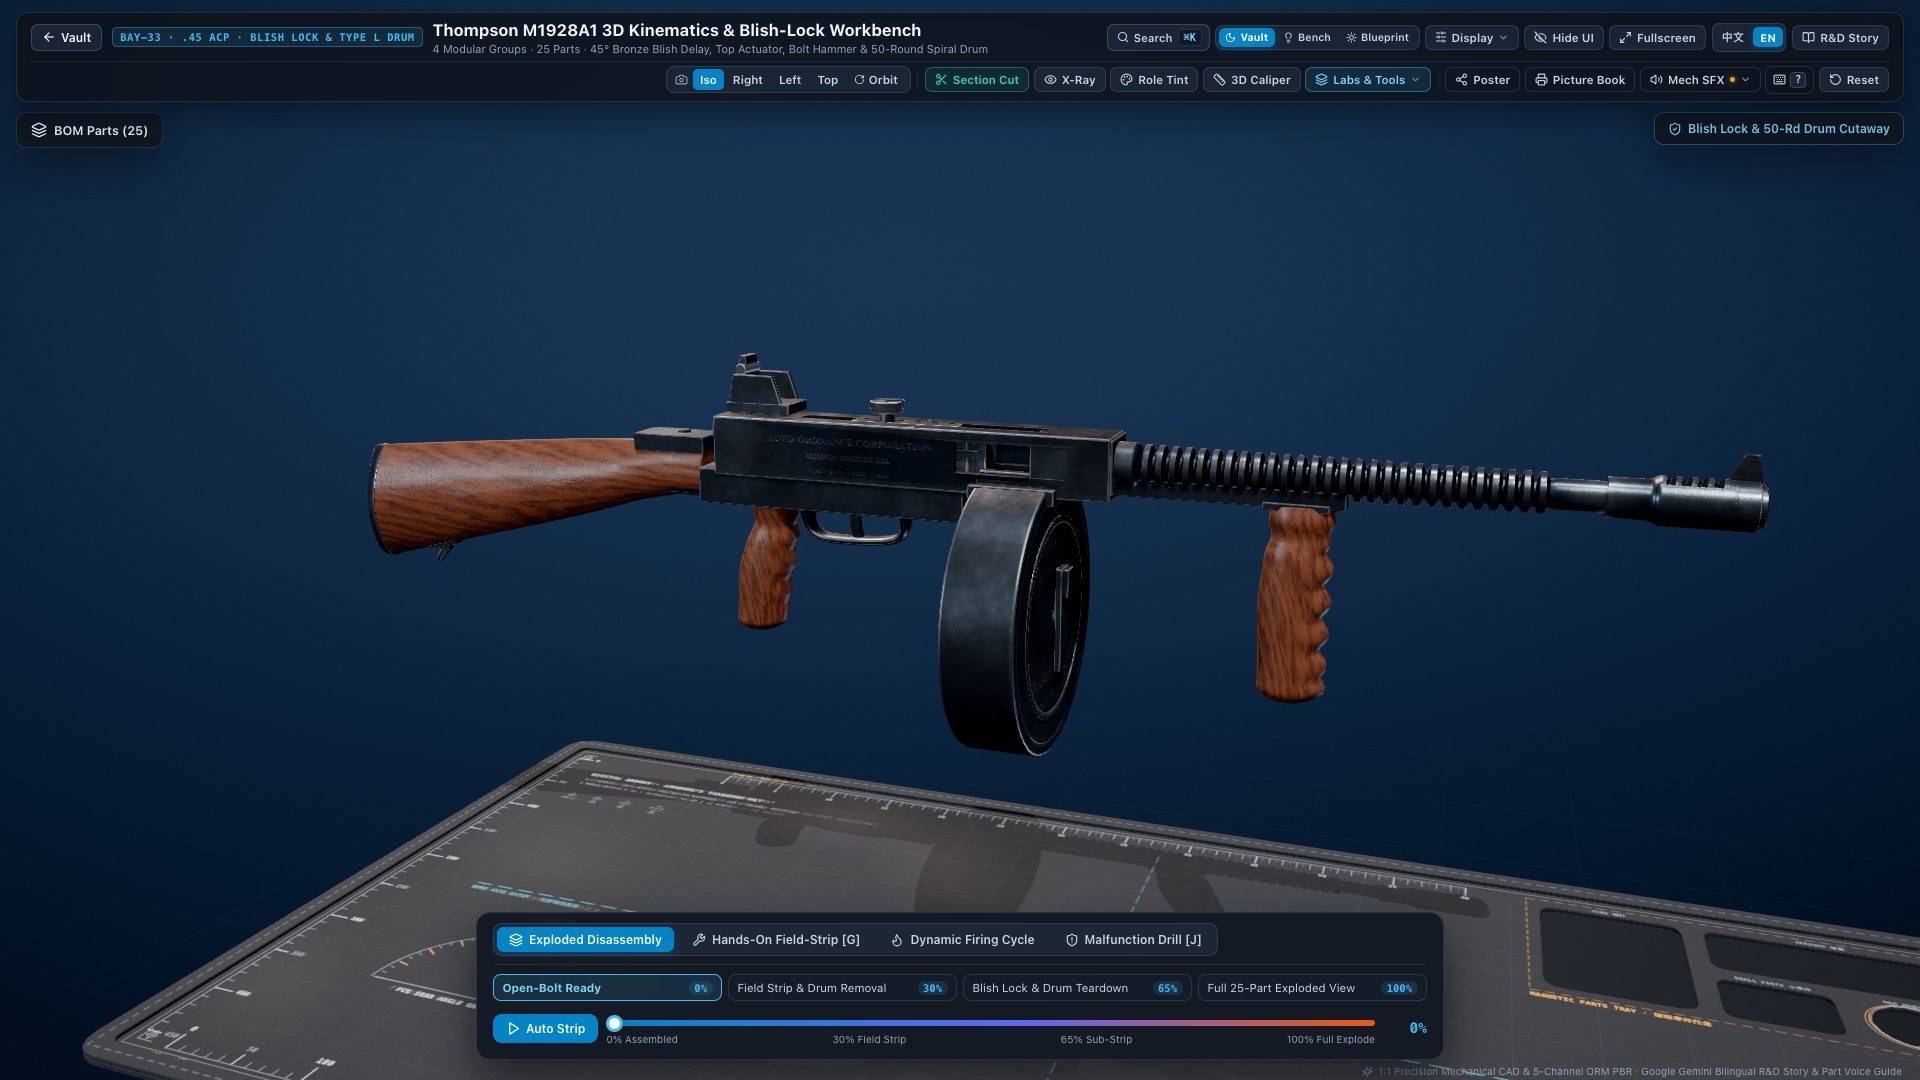 Vault
BAY-33 · .45 ACP · BLISH LOCK & TYPE L DRUM
Thompson M1928A1 3D Kinematics & Blish-Lock Workbench
4 Modular Groups · 25 Parts · 45° Bronze Blish Delay, Top Actuator, Bolt Hammer & 50-Round Spiral Drum
Search ⌘K
Vault Bench Blueprint
Display
Hide UI
Fullscreen
中文 EN
R&D Story
Iso Right Left Top Orbit
Section Cut
X-Ray
Role Tint
3D Caliper
Labs & Tools
Poster
Picture Book
Mech SFX
?
Reset
BOM Parts (25)
Blish Lock & 50-Rd Drum Cutaway
AUTO ORDNANCE CORPORATION
Exploded Disassembly
Hands-On Field-Strip [G]
Dynamic Firing Cycle
Malfunction Drill [J]
Open-Bolt Ready 0%
Field Strip & Drum Removal 30%
Blish Lock & Drum Teardown 65%
Full 25-Part Exploded View 100%
Auto Strip
0%
0% Assembled
30% Field Strip
65% Sub-Strip
100% Full Explode
MAGNETIC PARTS TRAY
1:1 Precision Mechanical CAD & 5-Channel ORM PBR · Google Gemini Bilingual R&D Story & Part Voice Guide